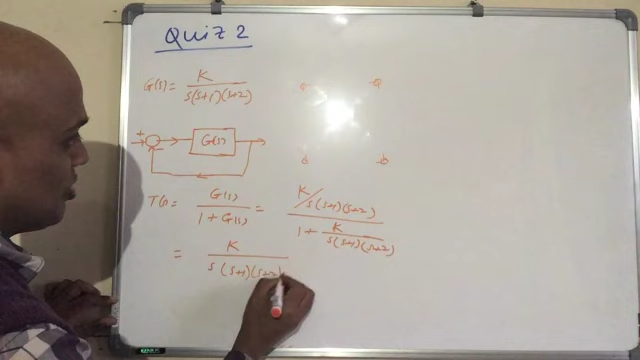 Quiz 2
G(s) = K / s(s+1)(s+2)
+
G(s)
-
T(s) = G(s) / 1 + G(s) = K / s(s+1)(s+2) / 1 + K / s(s+1)(s+2)
= K / s(s+1)(s+2)